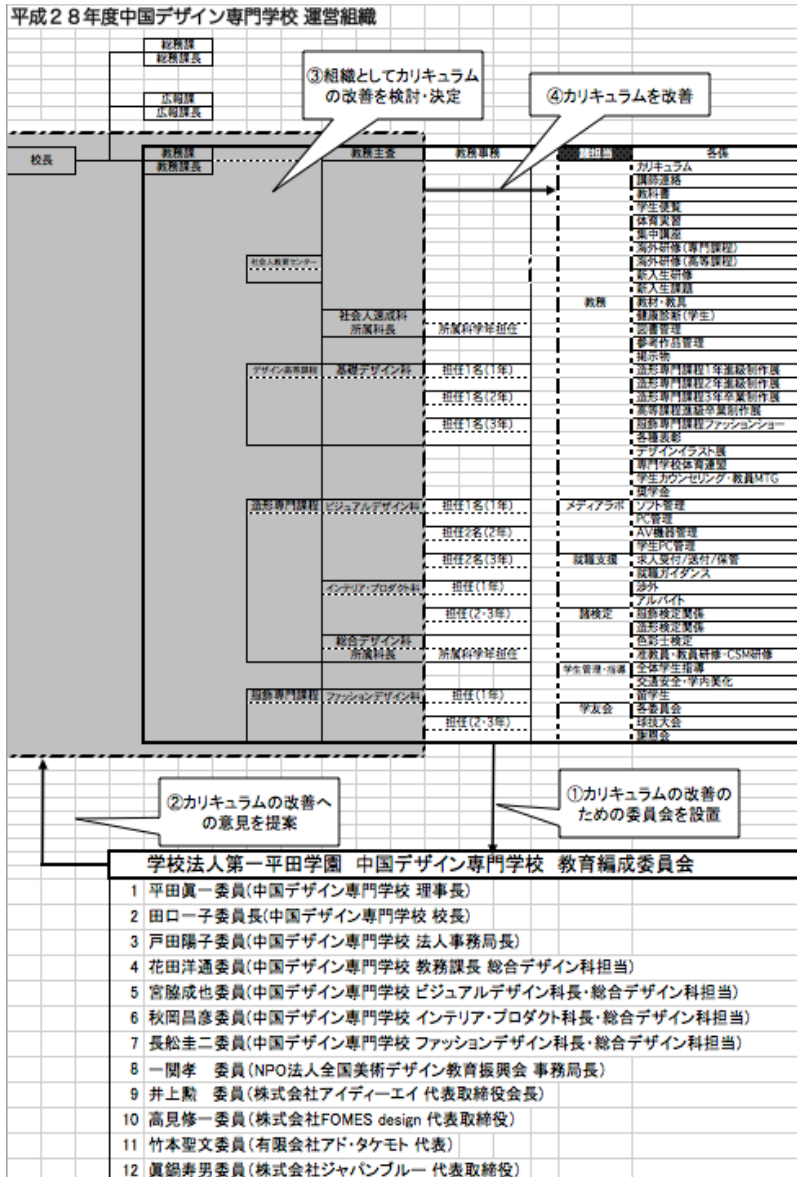 平成28年度中国デザイン専門学校 運営組織
総務課
総務課長
③組織としてカリキュラム
の改善を検討・決定
④カリキュラムを改善
広報課
広報課長
校長
教務課
教務主査
教務事務
各係
教務課長
カリキュラム
講師連絡
教科書
学生便覧
体育実習
集中講座
海外研修(専門課程)
社会人教育センター
海外研修(高等課程)
新入生研修
新入生課題
教務
教材・教具
社会人速成科
健康診断(学生)
所属科長
所属科学年担任
図書管理
参考作品管理
掲示物
デザイン高等課程
基礎デザイン科
担任1名(1年)
造形専門課程1年進級制作展
造形専門課程2年進級制作展
担任1名(2年)
造形専門課程3年卒業制作展
高等課程進級卒業制作展
担任1名(3年)
服飾専門課程ファッションショー
各種表彰
デザインイラスト展
専門学校体育連盟
学生カウンセリング・教員MTG
奨学金
造形専門課程
ビジュアルデザイン科
担任1名(1年)
メディアラボ
ソフト管理
PC管理
担任2名(2年)
AV機器管理
学生PC管理
担任2名(3年)
就職支援
求人受付/送付/保管
就職ガイダンス
インテリア・プロダクト科
担任(1年)
渉外
アルバイト
担任(2・3年)
諸検定
服飾検定関係
造形検定関係
総合デザイン科
色彩士検定
所属科長
所属科学年担任
准教員・教員研修・CSM研修
学生管理・指導
全体学生指導
交通安全・学内美化
服飾専門課程
ファッションデザイン科
担任(1年)
留学生
学友会
各委員会
担任(2・3年)
球技大会
謝恩会
②カリキュラムの改善へ
の意見を提案
①カリキュラムの改善の
ための委員会を設置
学校法人第一平田学園 中国デザイン専門学校 教育編成委員会
1 平田眞一委員(中国デザイン専門学校 理事長)
2 田口一子委員長(中国デザイン専門学校 校長)
3 戸田陽子委員(中国デザイン専門学校 法人事務局長)
4 花田洋通委員(中国デザイン専門学校 教務課長 総合デザイン科担当)
5 宮脇成也委員(中国デザイン専門学校 ビジュアルデザイン科長・総合デザイン科担当)
6 秋岡昌彦委員(中国デザイン専門学校 インテリア・プロダクト科長・総合デザイン科担当)
7 長船圭二委員(中国デザイン専門学校 ファッションデザイン科長・総合デザイン科担当)
8 一関孝 委員(NPO法人全国美術デザイン教育振興会 事務局長)
9 井上勲 委員(株式会社アイディーエイ 代表取締役会長)
10 高見修一委員(株式会社FOMES design 代表取締役)
11 竹本聖文委員(有限会社アド・タケモト 代表)
12 眞鍋寿男委員(株式会社ジャパンブルー 代表取締役)